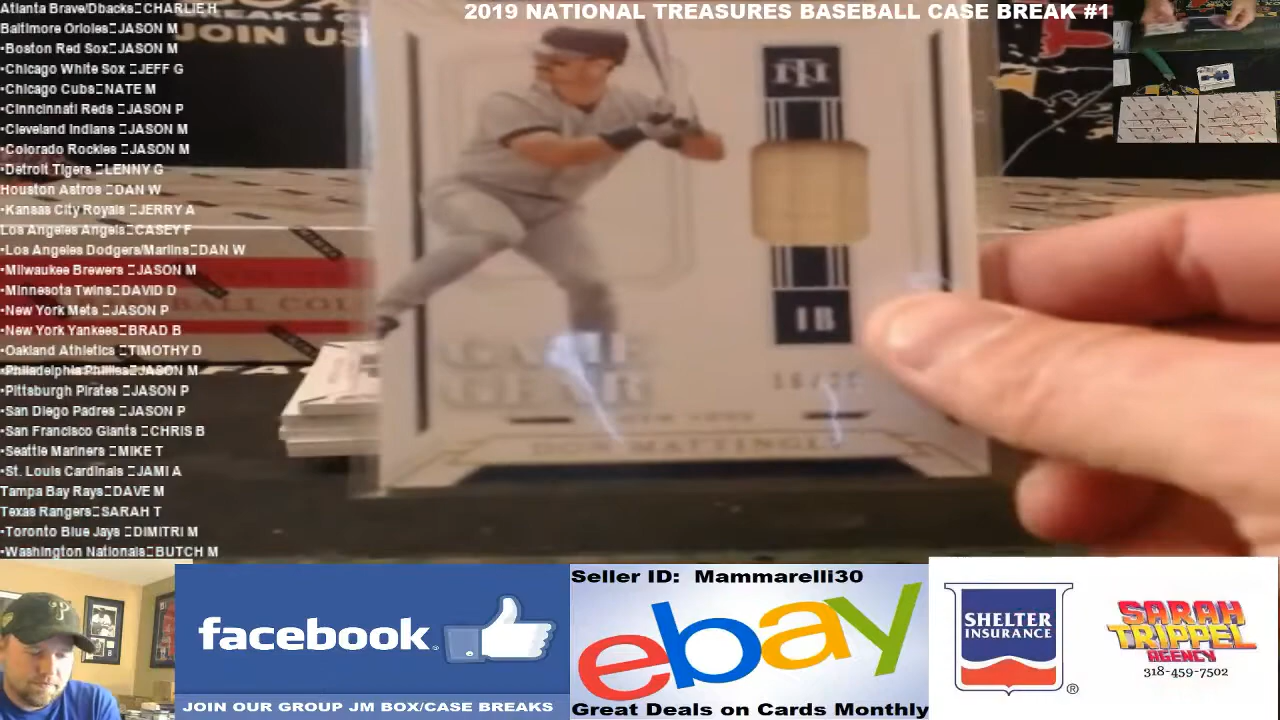 2019 NATIONAL TREASURES BASEBALL CASE BREAK #1
Atlanta Brave/Dbacks CHARLIE H
Baltimore Orioles JASON M
•Boston Red Sox JASON M
•Chicago White Sox JEFF G
•Chicago Cubs NATE M
•Cinncinnati Reds JASON P
•Cleveland Indians JASON M
•Colorado Rockies JASON M
•Detroit Tigers LENNY G
Houston Astros DAN W
•Kansas City Royals JERRY A
Los Angeles Angels CASEY F
•Los Angeles Dodgers/Marlins DAN W
•Milwaukee Brewers JASON M
•Minnesota Twins DAVID D
•New York Mets JASON P
•New York Yankees BRAD B
•Oakland Athletics TIMOTHY D
•Philadelphia Phillies JASON M
•Pittsburgh Pirates JASON P
•San Diego Padres JASON P
•San Francisco Giants CHRIS B
•Seattle Mariners MIKE T
•St. Louis Cardinals JAMI A
Tampa Bay Rays DAVE M
Texas Rangers SARAH T
•Toronto Blue Jays DIMITRI M
•Washington Nationals BUTCH M
JOIN US
NT
1B
GAME
GEAR
DON MATTINGLY
facebook
JOIN OUR GROUP JM BOX/CASE BREAKS
Seller ID: Mammarelli30
ebay
Great Deals on Cards Monthly
SHELTER
INSURANCE
®
SARAH
TRIPPEL
AGENCY
318-459-7502